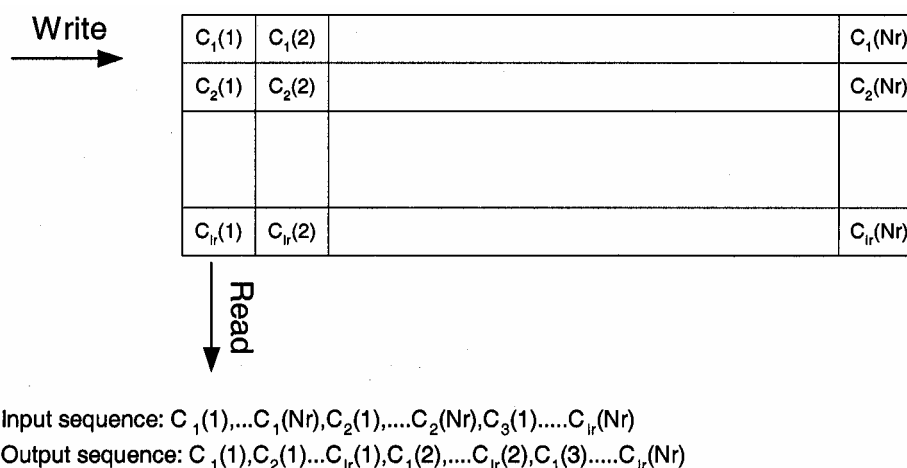 Write
C₁(1) C₁(2) C₁(Nr)
C₂(1) C₂(2) C₂(Nr)
Cᵢᵣ(1) Cᵢᵣ(2) Cᵢᵣ(Nr)
Read
Input sequence: C₁(1),...C₁(Nr),C₂(1),....C₂(Nr),C₃(1).....Cᵢᵣ(Nr)
Output sequence: C₁(1),C₂(1)...Cᵢᵣ(1),C₁(2),....Cᵢᵣ(2),C₁(3).....Cᵢᵣ(Nr)